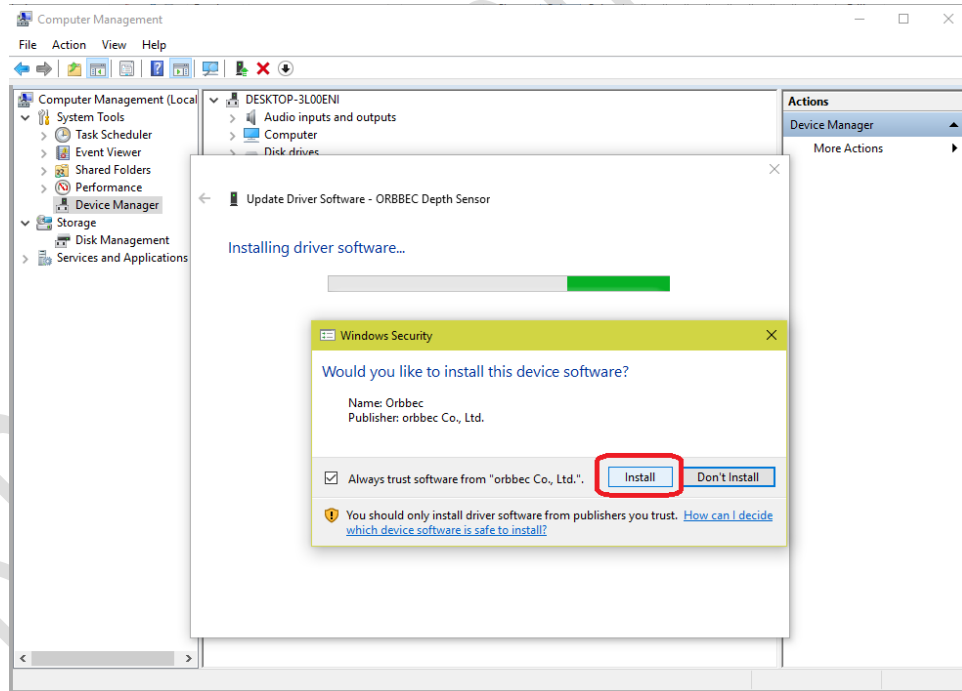 Computer Management
File Action View Help
Computer Management (Local
System Tools
Task Scheduler
Event Viewer
Shared Folders
Performance
Device Manager
Storage
Disk Management
Services and Applications
DESKTOP-3L00ENI
Audio inputs and outputs
Computer
Disk drives
Actions
Device Manager
More Actions
Update Driver Software - ORBBEC Depth Sensor
Installing driver software...
Windows Security
Would you like to install this device software?
Name: Orbbec
Publisher: orbbec Co., Ltd.
Always trust software from "orbbec Co., Ltd.".
Install
Don't Install
You should only install driver software from publishers you trust. How can I decide
which device software is safe to install?